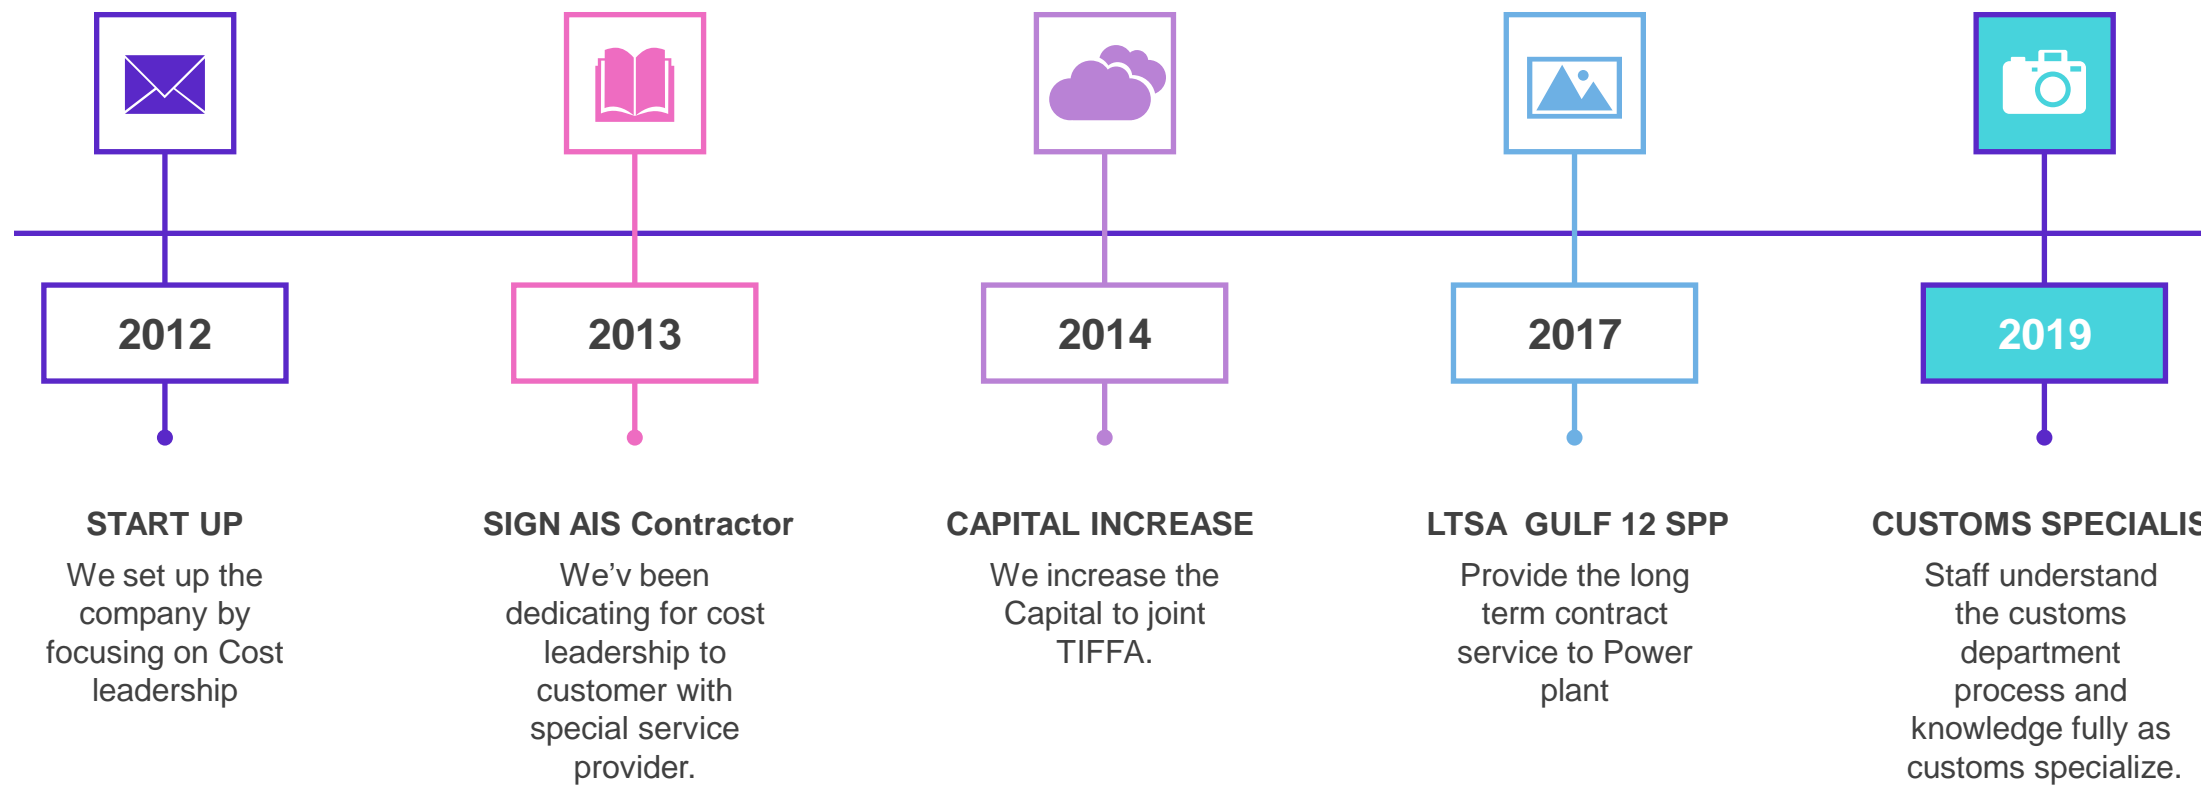 2012
START UP
We set up the
company by
focusing on Cost
leadership
2013
SIGN AIS Contractor
We'v been
dedicating for cost
leadership to
customer with
special service
provider.
2014
CAPITAL INCREASE
We increase the
Capital to joint
TIFFA.
2017
LTSA  GULF 12 SPP
Provide the long
term contract
service to Power
plant
2019
CUSTOMS SPECIALIS
Staff understand
the customs
department
process and
knowledge fully as
customs specialize.